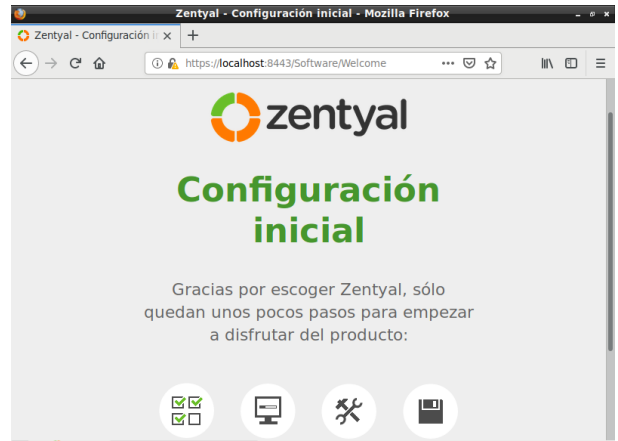 Zentyal - Configuración inicial - Mozilla Firefox
Zentyal - Configuración i
https://localhost:8443/Software/Welcome
zentyal
Configuración
inicial
Gracias por escoger Zentyal, sólo
quedan unos pocos pasos para empezar
a disfrutar del producto: